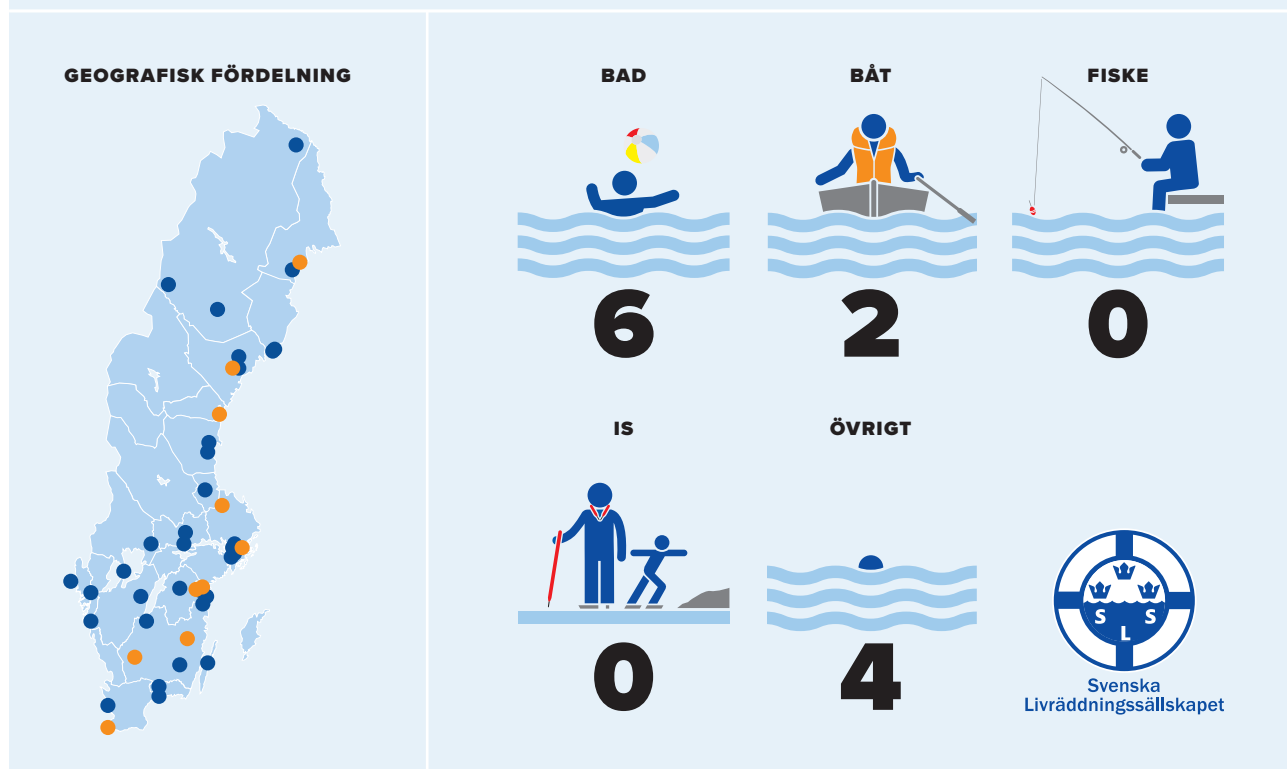 GEOGRAFISK FÖRDELNING
BAD
BÅT
FISKE
6
2
0
IS
ÖVRIGT
0
4
S
S
L
Svenska
Livräddningssällskapet